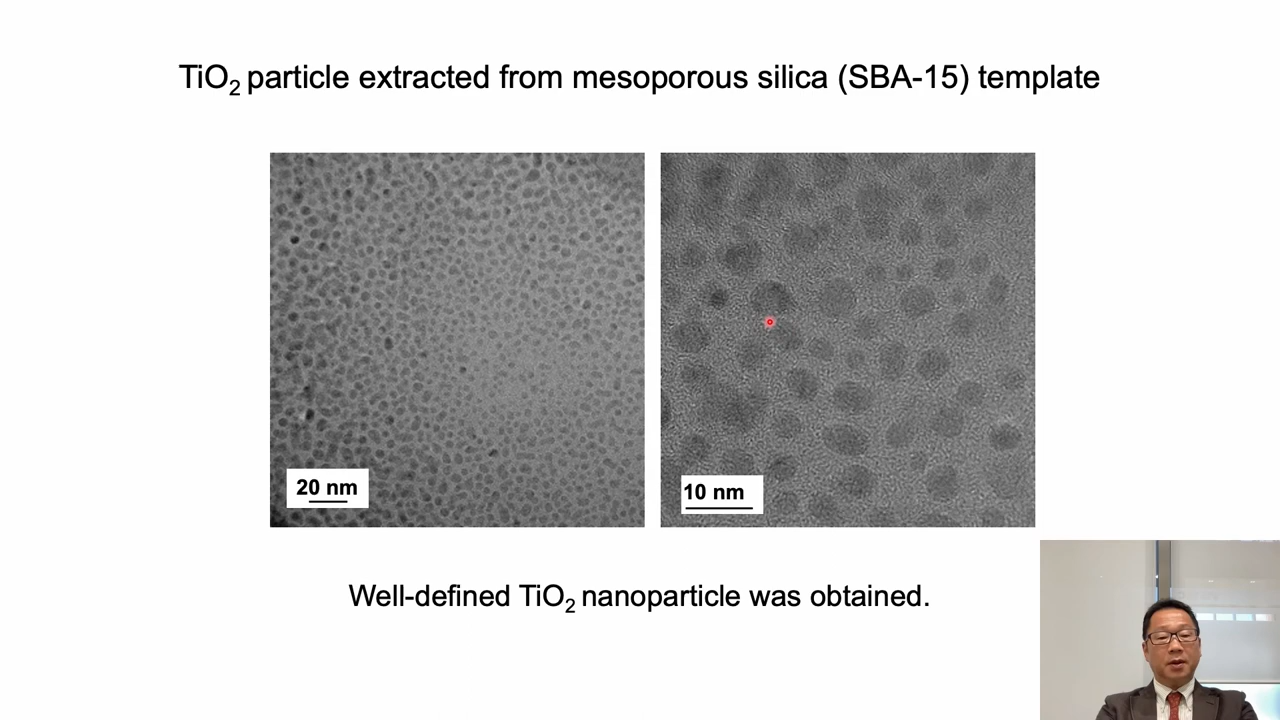 TiO₂ particle extracted from mesoporous silica (SBA-15) template
20 nm
10 nm
Well-defined TiO₂ nanoparticle was obtained.